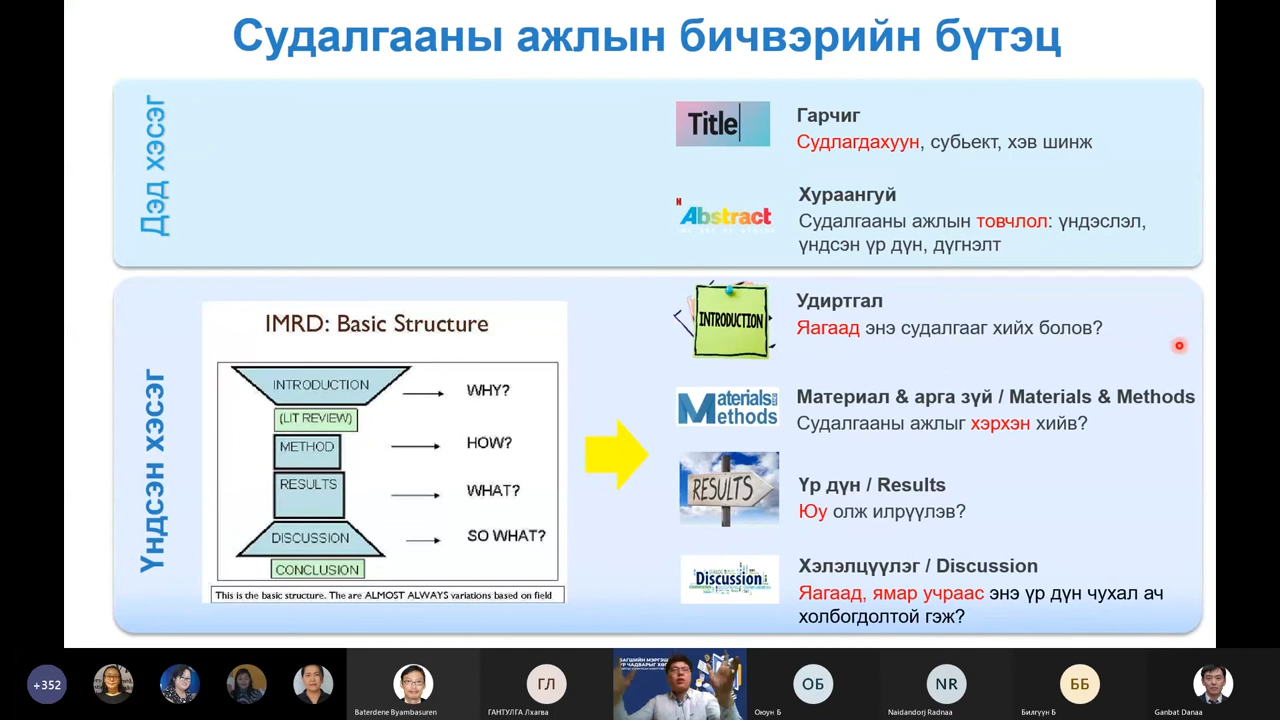 Судалгааны ажлын бичвэрийн бүтэц
Дэд хэсэг
Title
Гарчиг
Судлагдахуун, субьект, хэв шинж
Abstract
Хураангуй
Судалгааны ажлын товчлол: үндэслэл,
үндсэн үр дүн, дүгнэлт
Үндсэн хэсэг
IMRD: Basic Structure
INTRODUCTION
WHY?
(LIT REVIEW)
METHOD
HOW?
RESULTS
WHAT?
DISCUSSION
SO WHAT?
CONCLUSION
This is the basic structure. The are ALMOST ALWAYS variations based on field
INTRODUCTION
Удиртгал
Яагаад энэ судалгааг хийх болов?
Materials
Methods
Материал & арга зүй / Materials & Methods
Судалгааны ажлыг хэрхэн хийв?
RESULTS
Үр дүн / Results
Юу олж илрүүлэв?
Discussion
Хэлэлцүүлэг / Discussion
Яагаад, ямар учраас энэ үр дүн чухал ач
холбогдолтой гэж?
+352
Baterdene Byambasuren
ГЛ
ГАНТУЛГА Лхагва
ОБ
Оюун Б
NR
Naidandorj Radnaa
ББ
Билгүүн Б
Ganbat Danaa